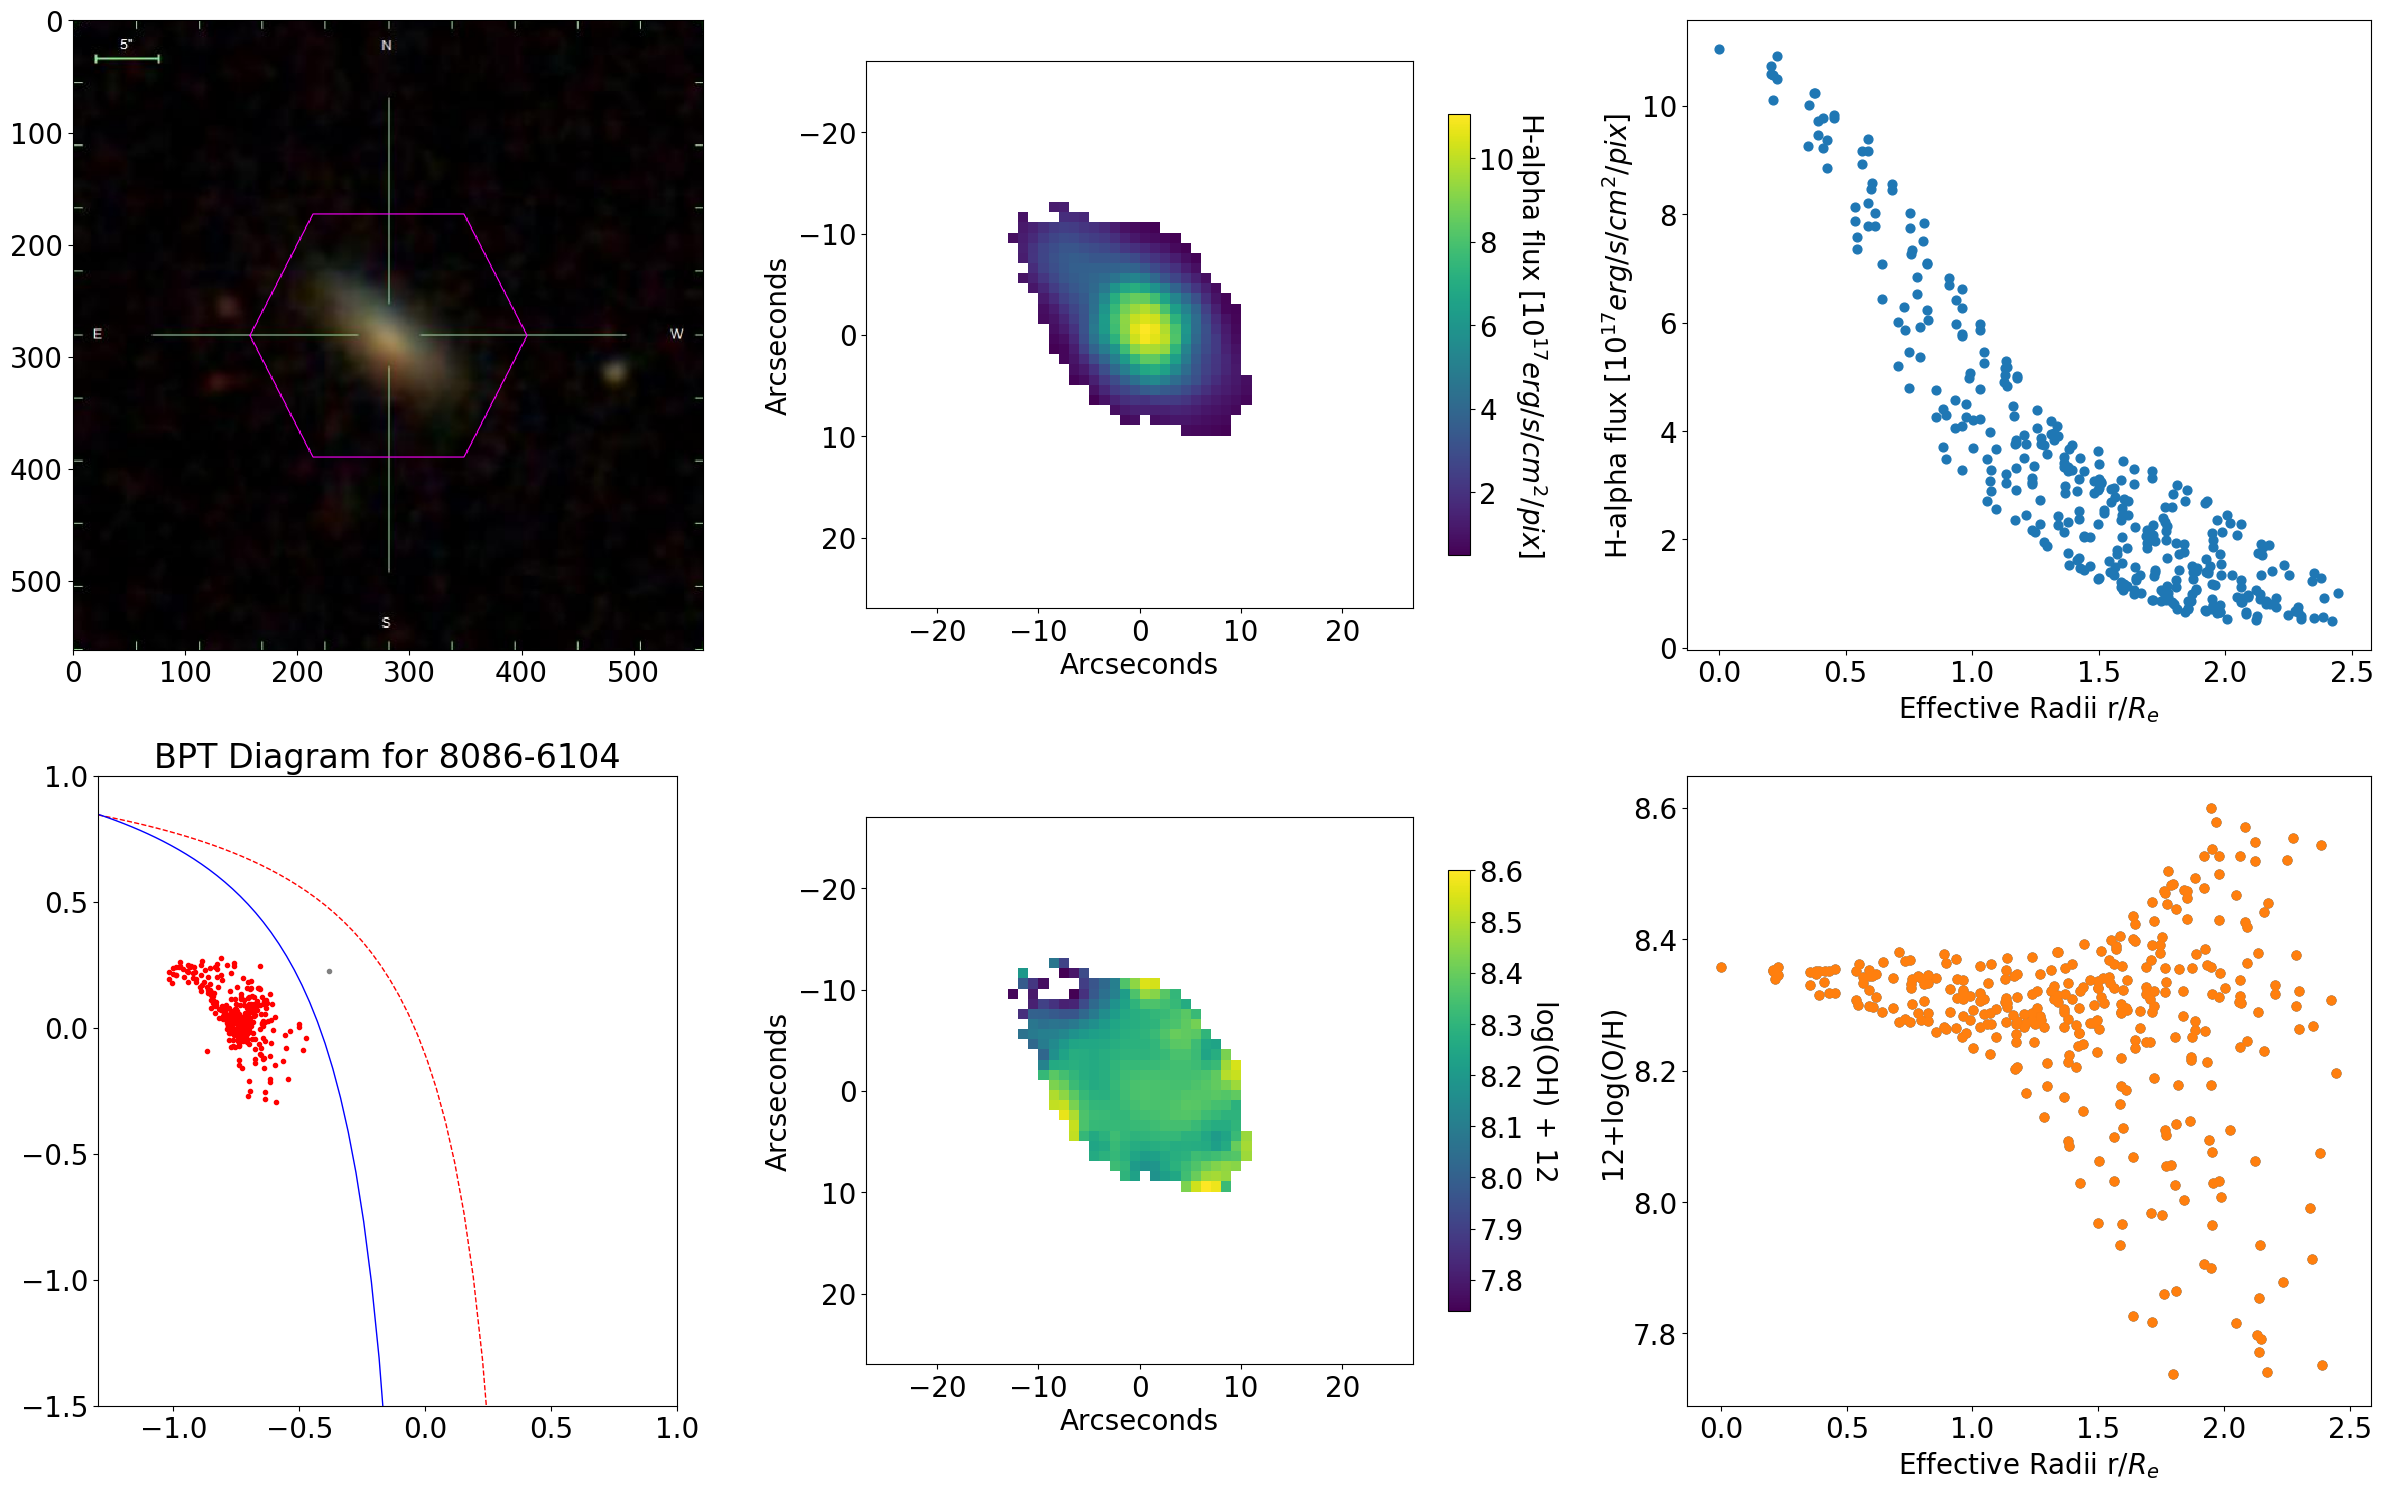 0
100
200
300
400
500
5"
N
E
W
S
0 100 200 300 400 500
−20
−10
0
10
20
Arcseconds
−20 −10 0 10 20
Arcseconds
10
8
6
4
2
H-alpha flux [10^17 erg/s/cm^2/pix]
H-alpha flux [10^17 erg/s/cm^2/pix]
10
8
6
4
2
0
0.0 0.5 1.0 1.5 2.0 2.5
Effective Radii r/R_e
BPT Diagram for 8086-6104
1.0
0.5
0.0
−0.5
−1.0
−1.5
−1.0 −0.5 0.0 0.5 1.0
−20
−10
0
10
20
Arcseconds
−20 −10 0 10 20
Arcseconds
8.6
8.5
8.4
8.3
8.2
8.1
8.0
7.9
7.8
log(OH) + 12
12+log(O/H)
8.6
8.4
8.2
8.0
7.8
0.0 0.5 1.0 1.5 2.0 2.5
Effective Radii r/R_e